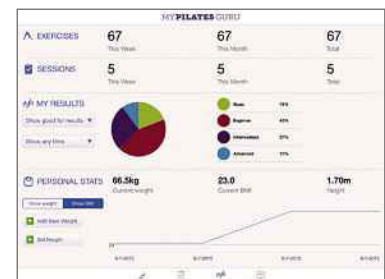 MYPILATES GURU
EXERCISES 67 67 67
This Week This Month Total
SESSIONS 5 5 5
This Week This Month Total
MY RESULTS
Show good for results
Show any time
Basic
Beginner
Intermediate
Advanced
PERSONAL STATS 66.5kg 23.0 1.70m
Current weight Current BMI Height
Show weight Show BMI
Add New Weight
Set Height